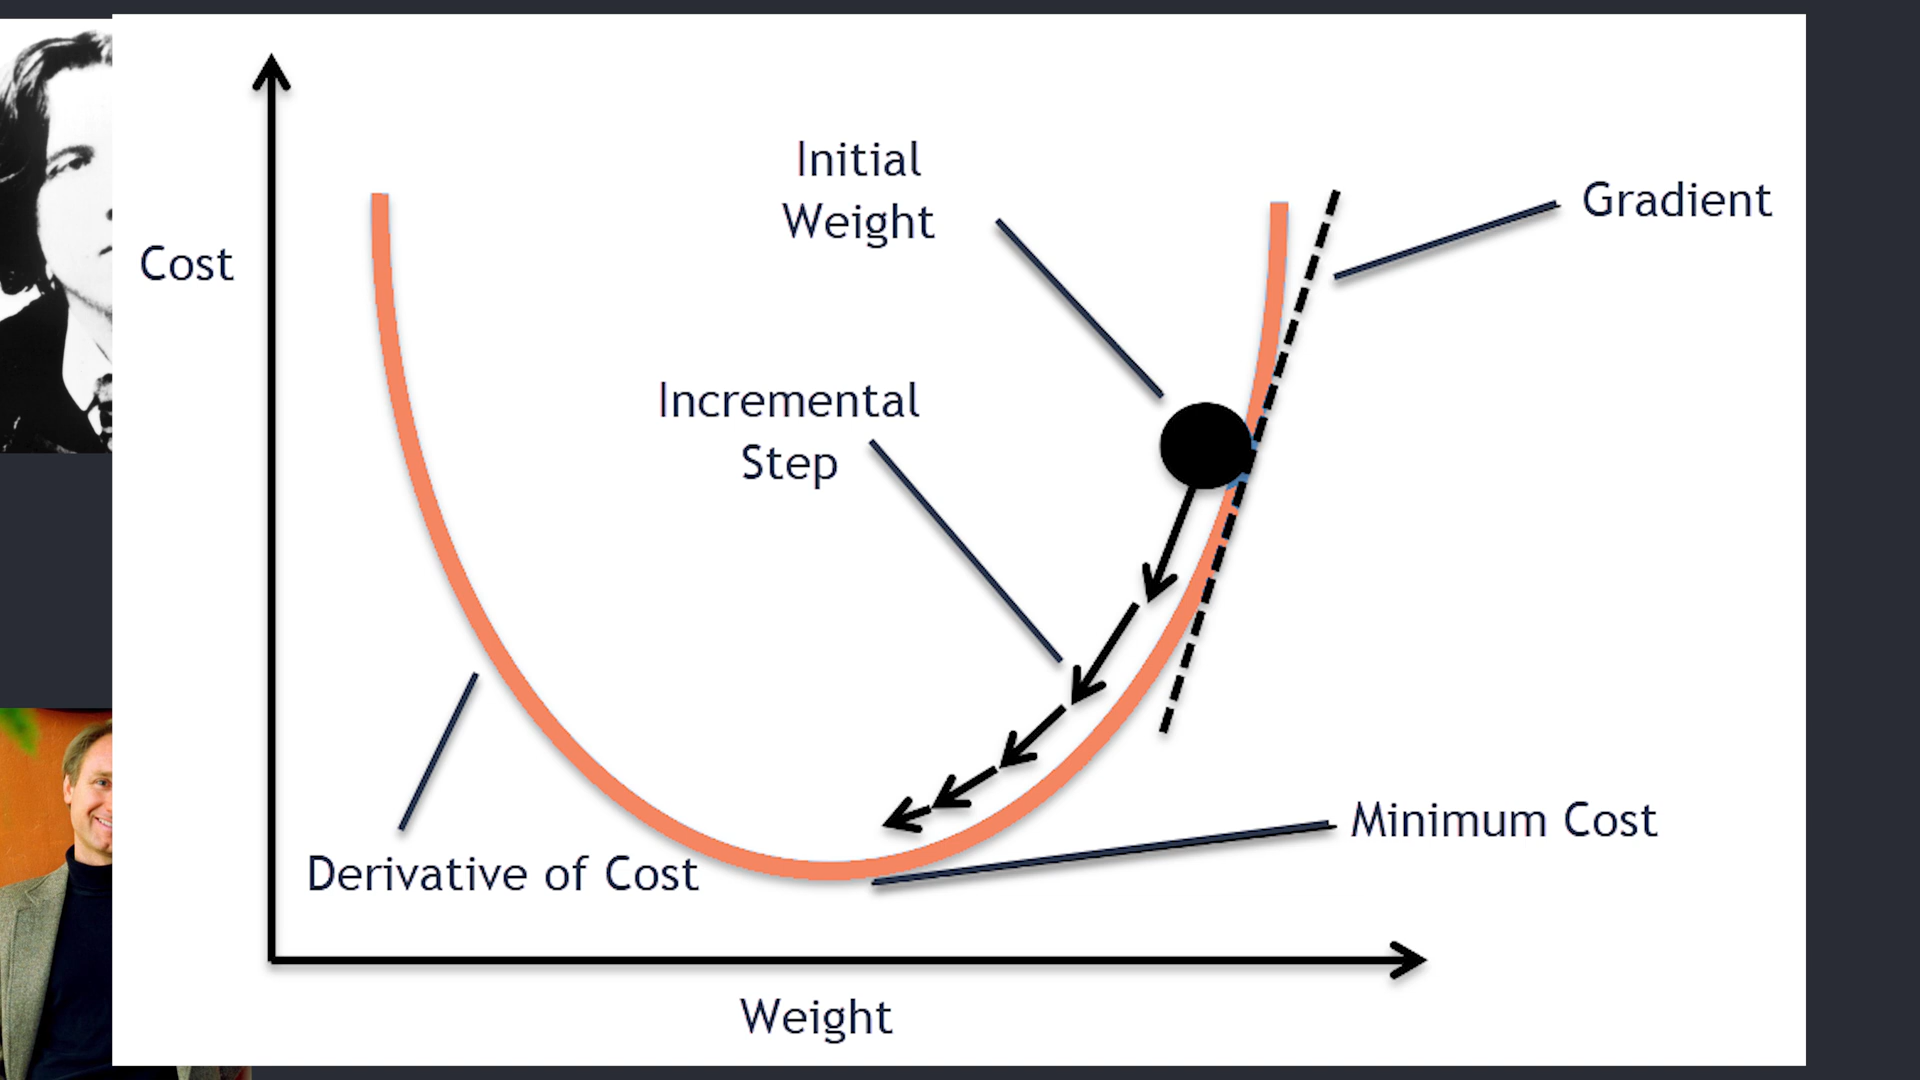 Initial
Weight
Gradient
Cost
Incremental
Step
Minimum Cost
Derivative of Cost
Weight